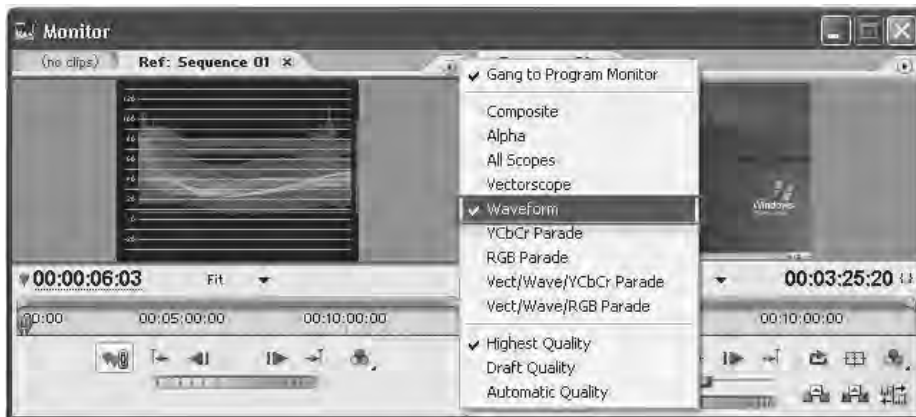 Monitor
(no clips)
Ref: Sequence 01 ×
Gang to Program Monitor
Composite
Alpha
All Scopes
Vectorscope
Waveform
YCbCr Parade
RGB Parade
Vect/Wave/YCbCr Parade
Vect/Wave/RGB Parade
Highest Quality
Draft Quality
Automatic Quality
Windows
00:00:06:03
Fit
00:03:25:20
00:00
00:05:00:00
00:10:00:00
00:10:00:00